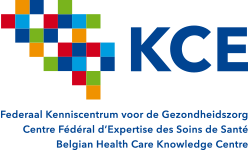 KCE
Federaal Kenniscentrum voor de Gezondheidszorg
Centre Fédéral d'Expertise des Soins de Santé
Belgian Health Care Knowledge Centre